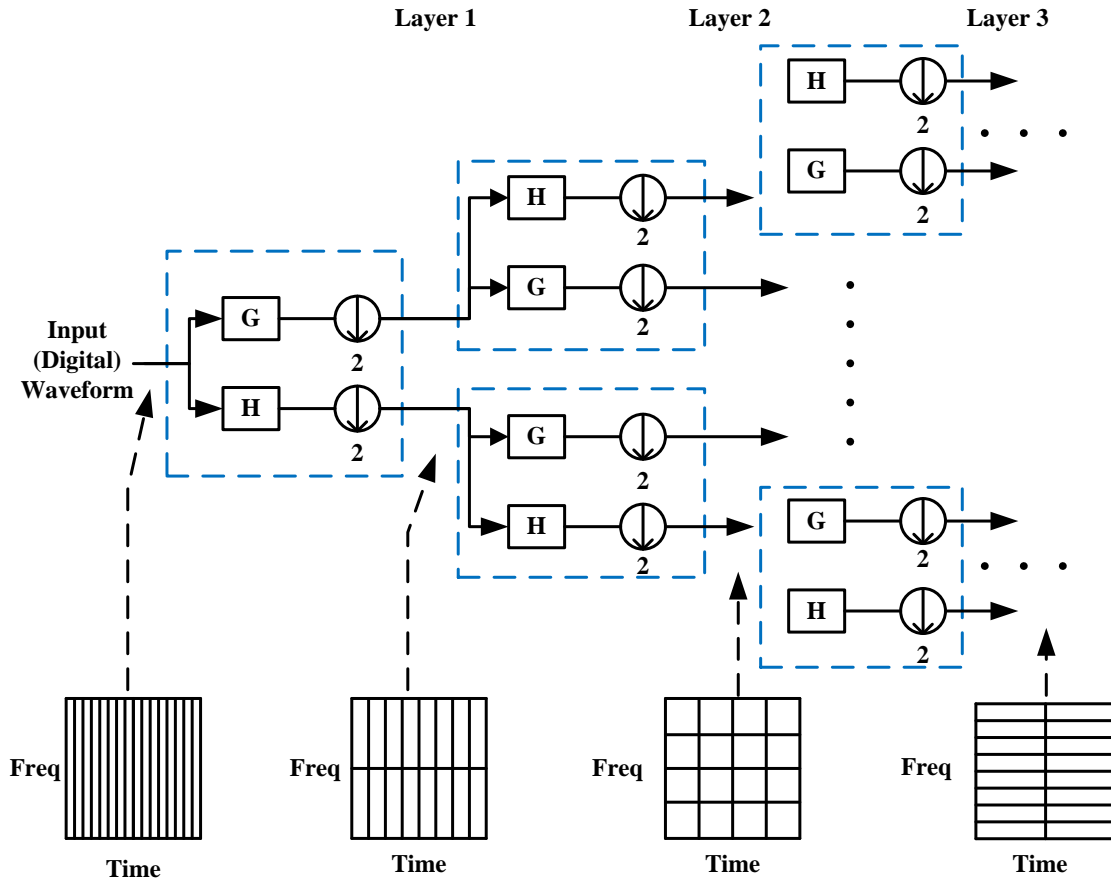 Layer 1
Layer 2
Layer 3
H
2
G
2
H
2
G
2
Input
(Digital)
Waveform
G
2
H
2
G
2
H
2
G
2
H
2
Freq
Time
Freq
Time
Freq
Time
Freq
Time